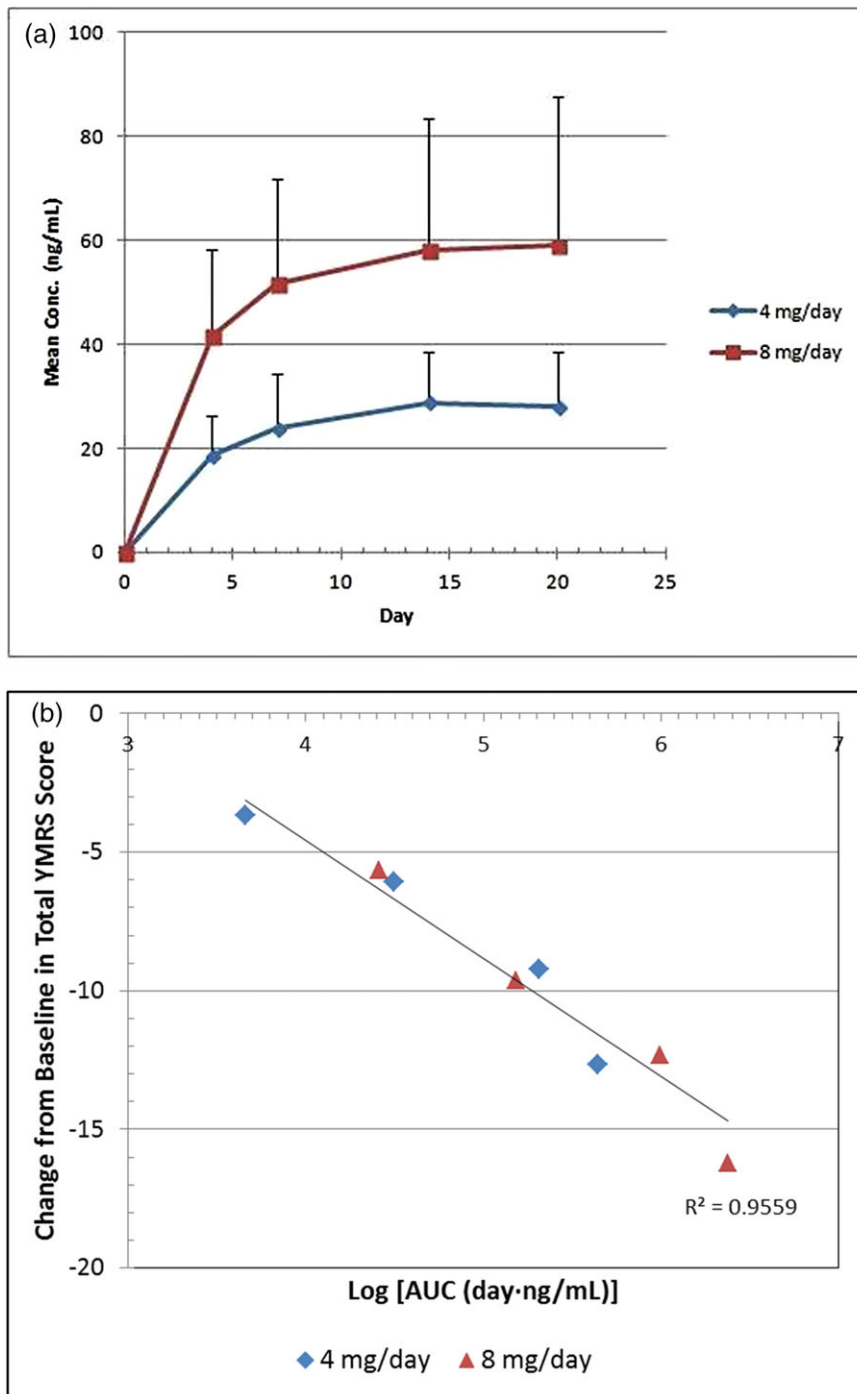 (a)
100
80
60
40
20
0
Mean Conc. (ng/mL)
0 5 10 15 20 25
Day
4 mg/day
8 mg/day
(b)
0
3 4 5 6 7
-5
-10
-15
-20
Change from Baseline in Total YMRS Score
R² = 0.9559
Log [AUC (day·ng/mL)]
4 mg/day 8 mg/day